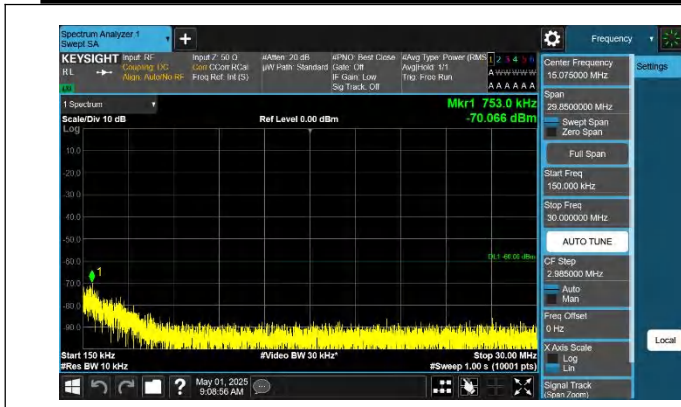 Spectrum Analyzer 1
Swept SA
Frequency
KEYSIGHT
Input: RF
Coupling: DC
Align: Auto/No RF
Input Z: 50 Ω
Corr CCorr RCal
Freq Ref: Int (S)
#Atten: 20 dB
µW Path: Standard
#PNO: Best Close
Gate: Off
IF Gain: Low
Sig Track: Off
#Avg Type: Power (RMS
Avg|Hold: 1/1
Trig: Free Run
1 2 3 4 5 6
A W W W W W
A A A A A A
RL
1 Spectrum
Scale/Div 10 dB
Ref Level 0.00 dBm
Mkr1 753.0 kHz
-70.066 dBm
Log
-10.0
-20.0
-30.0
-40.0
-50.0
-60.0
-70.0
-80.0
-90.0
1
Start 150 kHz
#Res BW 10 kHz
#Video BW 30 kHz*
Stop 30.00 MHz
#Sweep 1.00 s (10001 pts)
?
May 01, 2025
9:08:56 AM
Center Frequency
15.075000 MHz
Span
29.8500000 MHz
Swept Span
Zero Span
Full Span
Start Freq
150.000 kHz
Stop Freq
30.000000 MHz
AUTO TUNE
CF Step
2.985000 MHz
Auto
Man
Freq Offset
0 Hz
X Axis Scale
Log
Lin
Signal Track
(Span Zoom)
Settings
Local